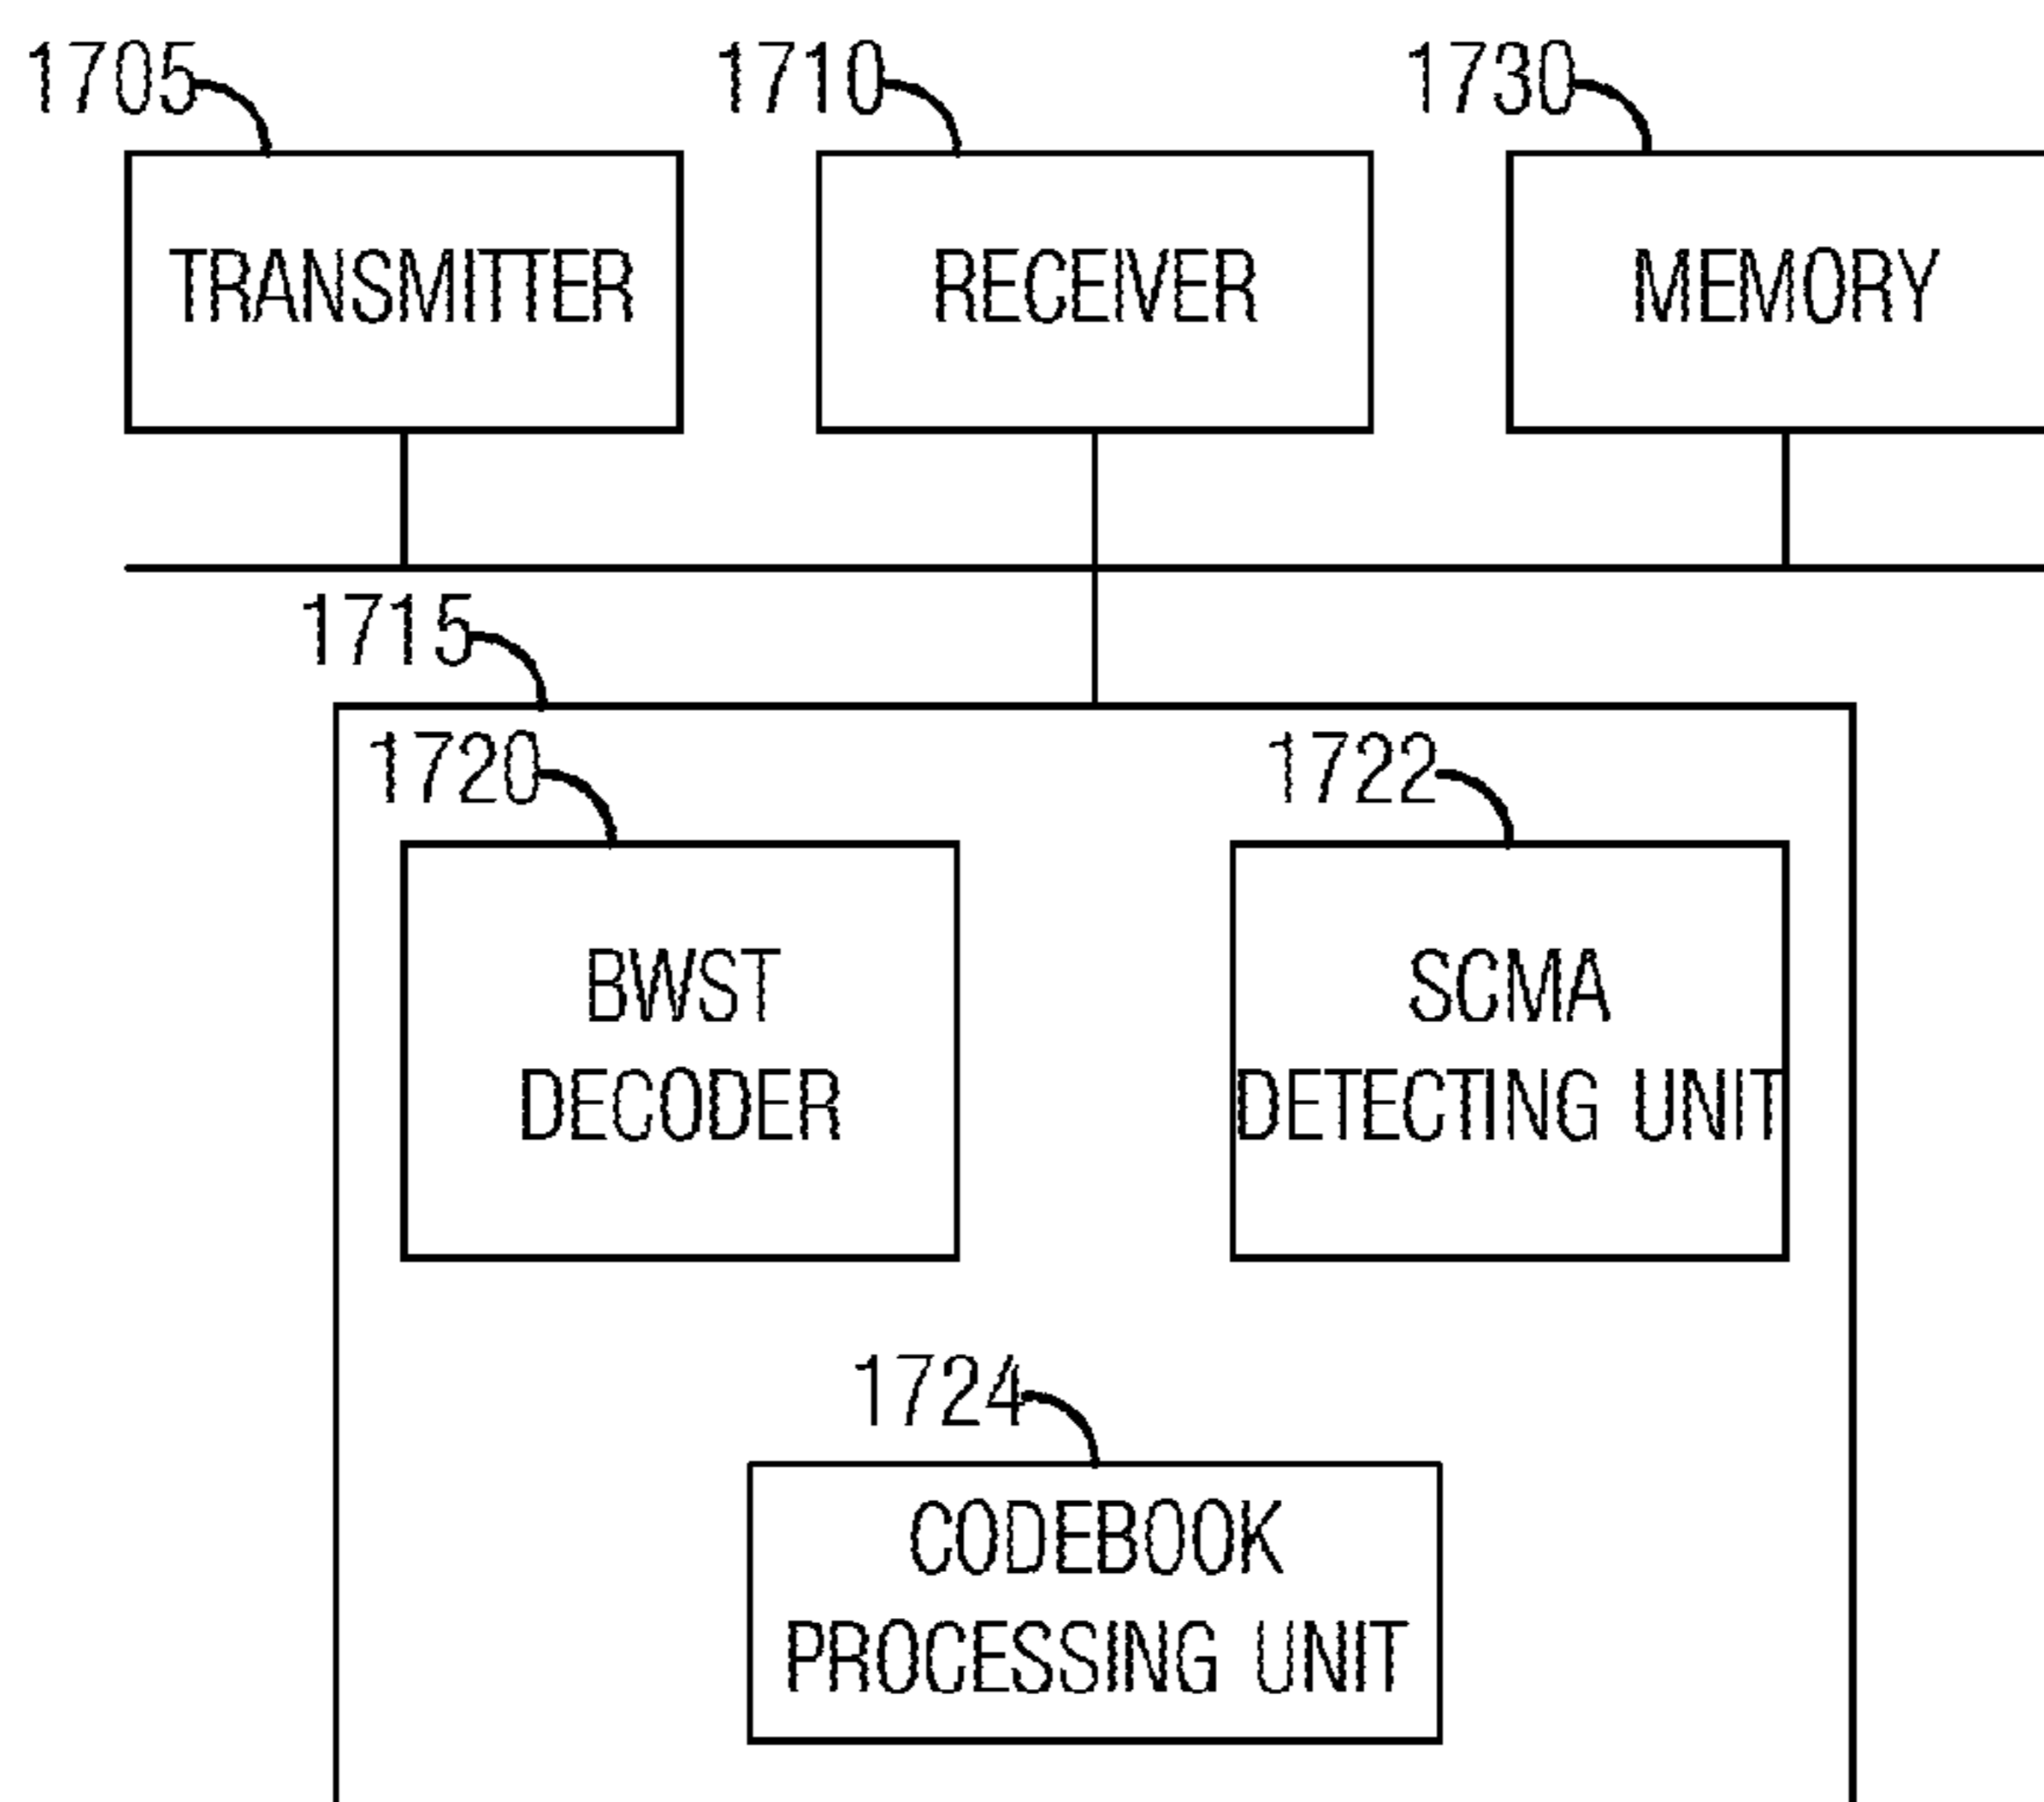 1705
1710
1730
TRANSMITTER
RECEIVER
MEMORY
1715
1720
1722
BWST
DECODER
SCMA
DETECTING UNIT
1724
CODEBOOK
PROCESSING UNIT